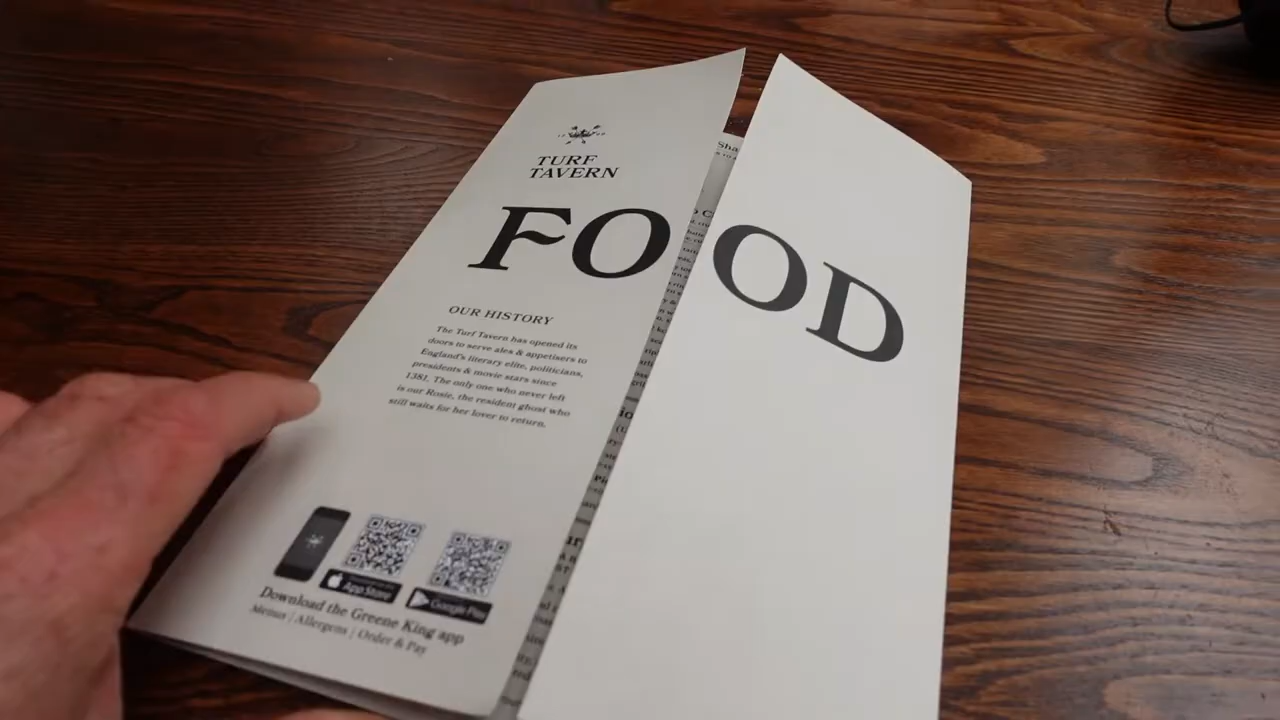 TURF
TAVERN
FOOD
OUR HISTORY
The Turf Tavern has opened its
doors to serve ales & appetisers to
England's literary elite, politicians,
presidents & movie stars since
1381. The only one who never left
is our Rosie, the resident ghost who
still waits for her lover to return.
App Store
Google Play
Download the Greene King app
Menus | Allergens | Order & Pay
Sha